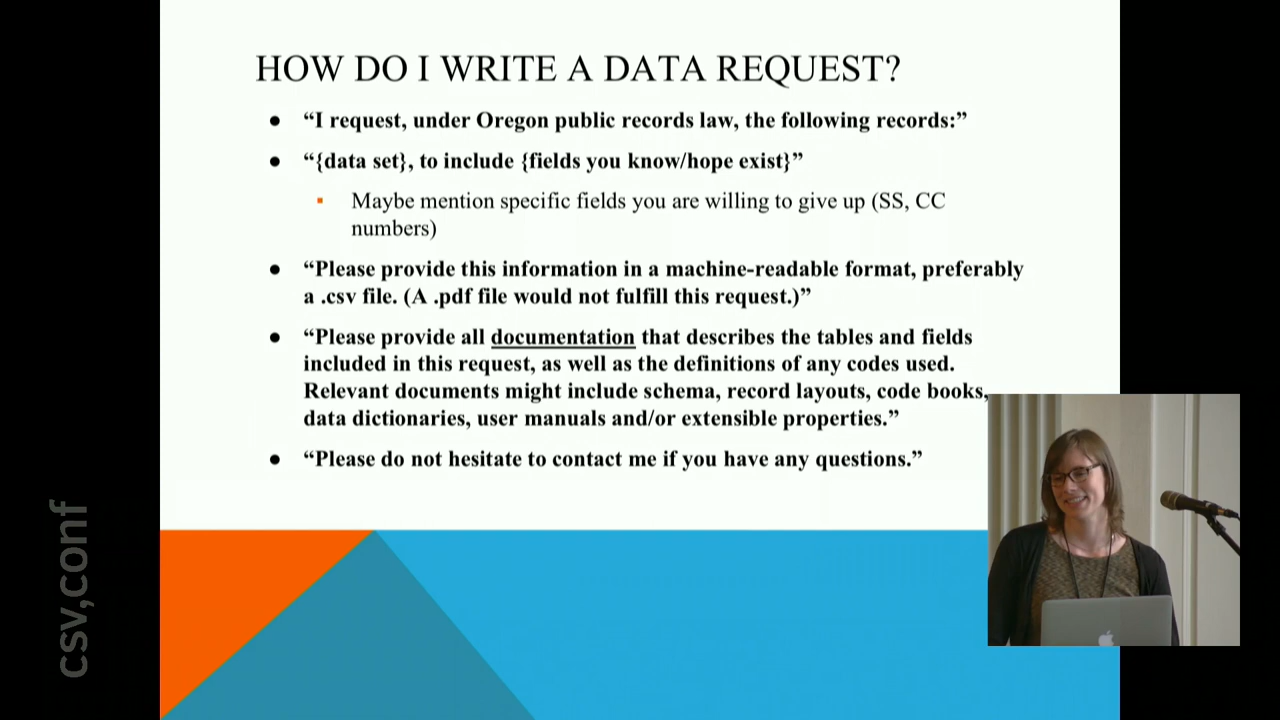 HOW DO I WRITE A DATA REQUEST?
● “I request, under Oregon public records law, the following records:”
● “{data set}, to include {fields you know/hope exist}”
▪ Maybe mention specific fields you are willing to give up (SS, CC
numbers)
● “Please provide this information in a machine-readable format, preferably
a .csv file. (A .pdf file would not fulfill this request.)”
● “Please provide all documentation that describes the tables and fields
included in this request, as well as the definitions of any codes used.
Relevant documents might include schema, record layouts, code books,
data dictionaries, user manuals and/or extensible properties.”
● “Please do not hesitate to contact me if you have any questions.”
csv,conf